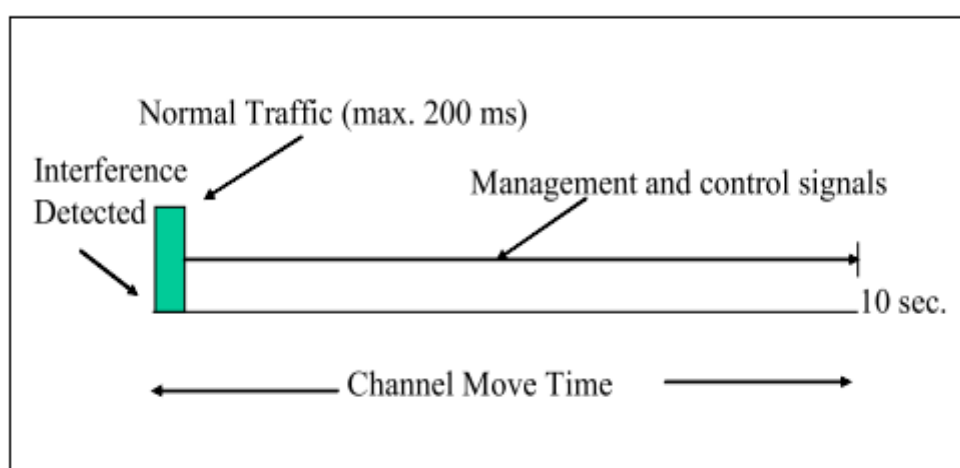 Normal Traffic (max. 200 ms)
Interference
Detected
Management and control signals
10 sec.
Channel Move Time